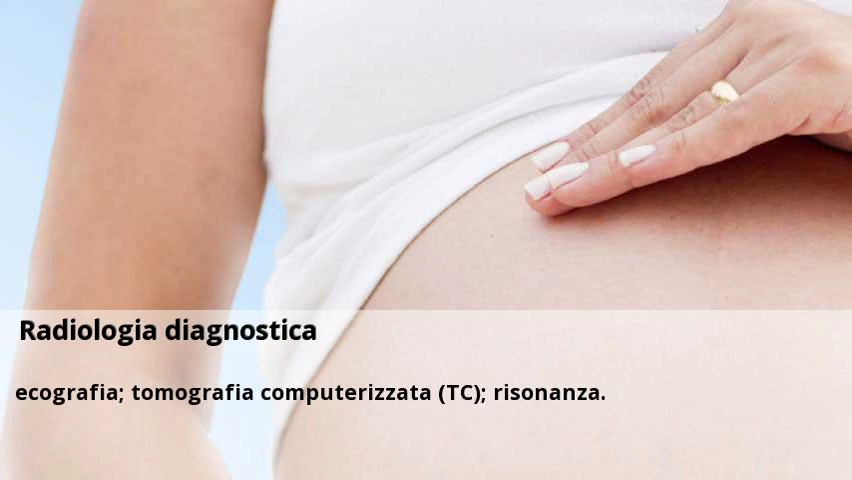 Radiologia diagnostica
ecografia; tomografia computerizzata (TC); risonanza.